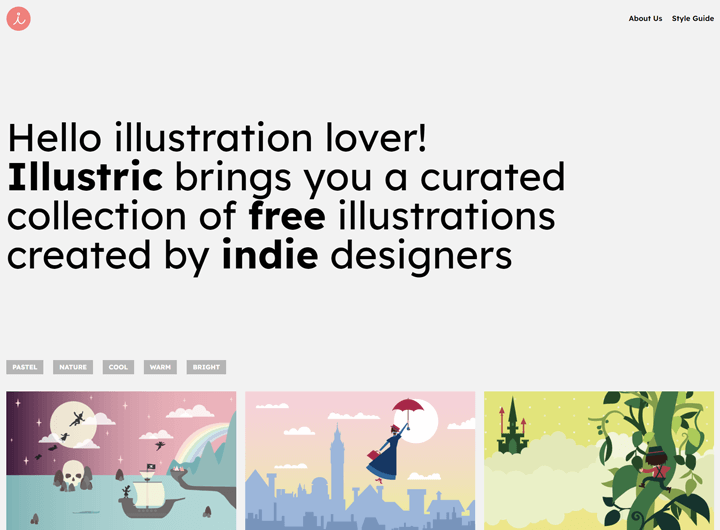 i
About Us Style Guide
Hello illustration lover!
Illustric brings you a curated
collection of free illustrations
created by indie designers
PASTEL NATURE COOL WARM BRIGHT